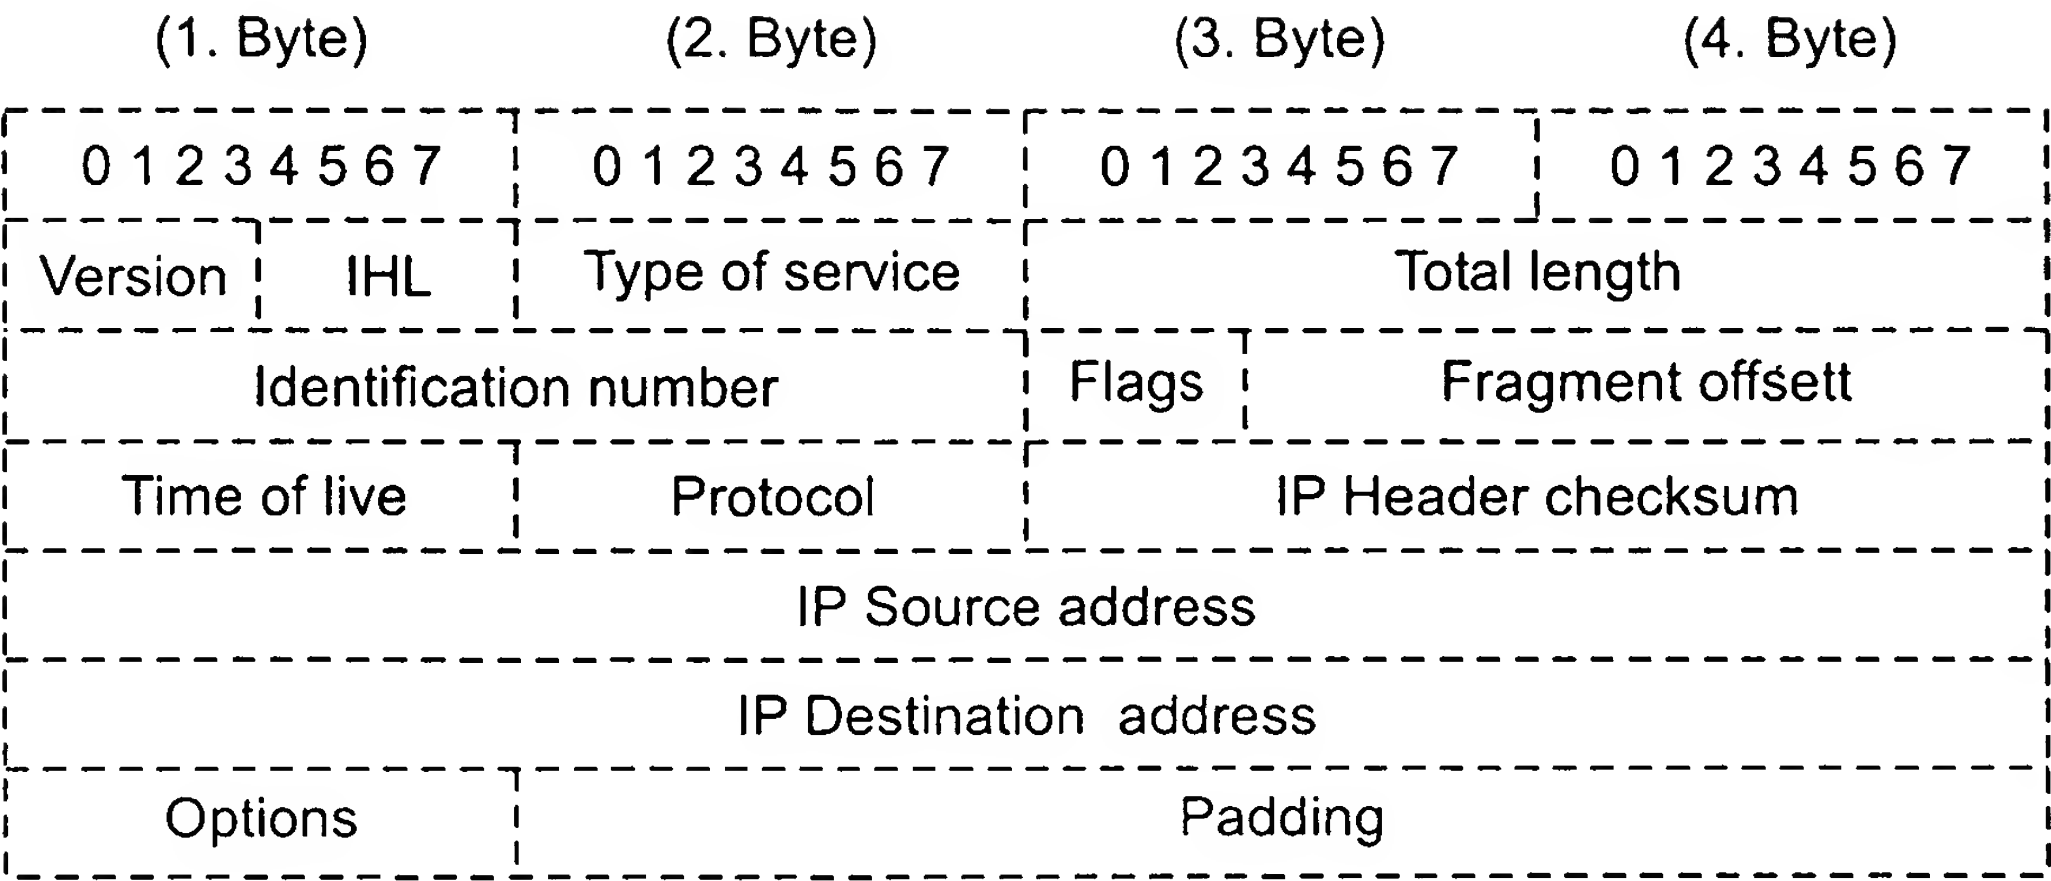 (1. Byte) (2. Byte) (3. Byte) (4. Byte)
0 1 2 3 4 5 6 7 0 1 2 3 4 5 6 7 0 1 2 3 4 5 6 7 0 1 2 3 4 5 6 7
Version IHL Type of service Total length
Identification number Flags Fragment offsett
Time of live Protocol IP Header checksum
IP Source address
IP Destination address
Options Padding